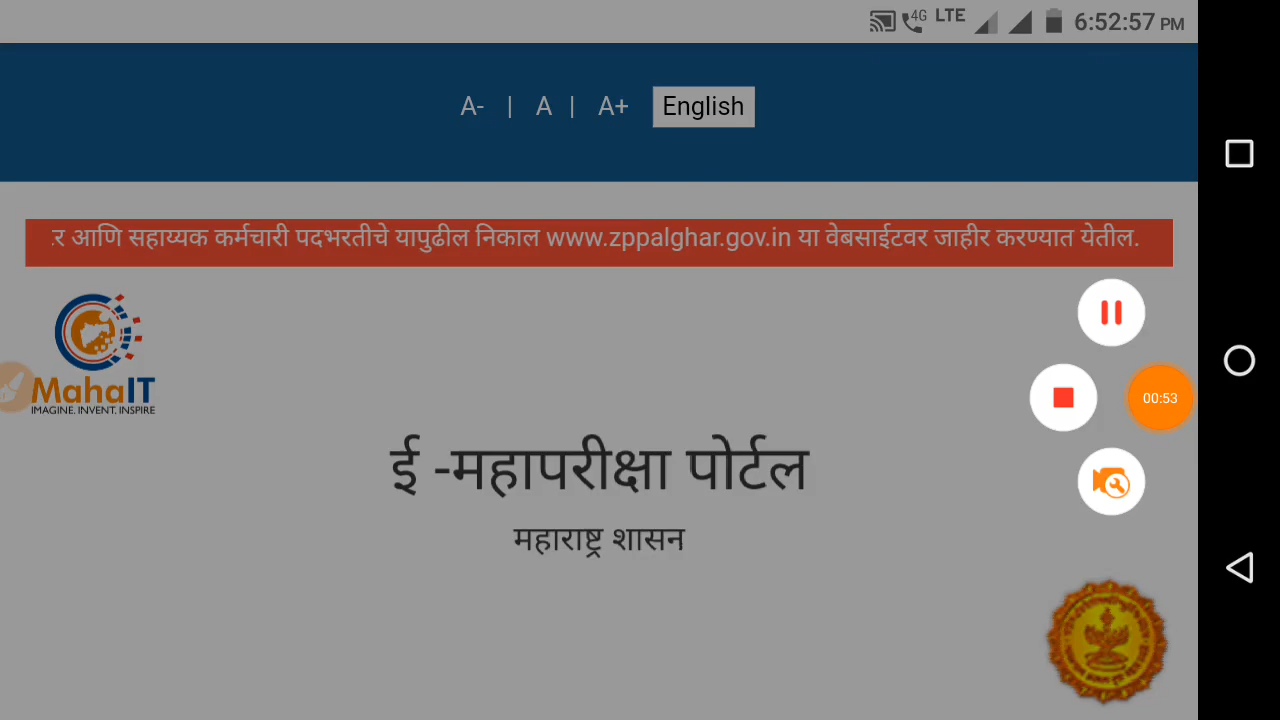 4G LTE 6:52:57 PM
A- | A | A+ English
आणि सहाय्यक कर्मचारी पदभरतीचे यापुढील निकाल www.zppalghar.gov.in या वेबसाईटवर जाहीर करण्यात येतील.
MahaIT
IMAGINE. INVENT. INSPIRE
00:53
ई -महापरीक्षा पोर्टल
महाराष्ट्र शासन